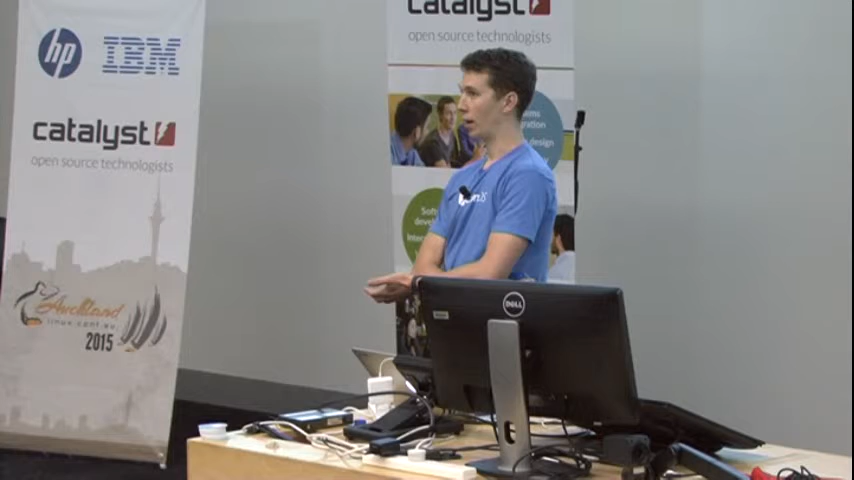 hp
IBM
catalyst
open source technologists
Auckland
linux.conf.au
2015
catalyst
open source technologists
design
DELL